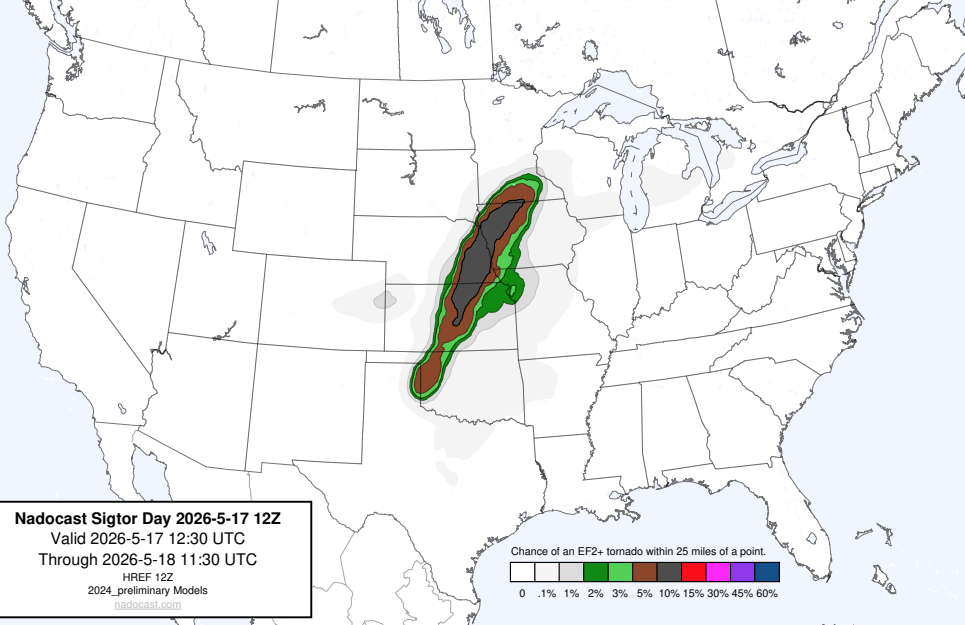 Nadocast Sigtor Day 2026-5-17 12Z
Valid 2026-5-17 12:30 UTC
Through 2026-5-18 11:30 UTC
HREF 12Z
2024_preliminary Models
nadocast.com
Chance of an EF2+ tornado within 25 miles of a point.
0 .1% 1% 2% 3% 5% 10% 15% 30% 45% 60%